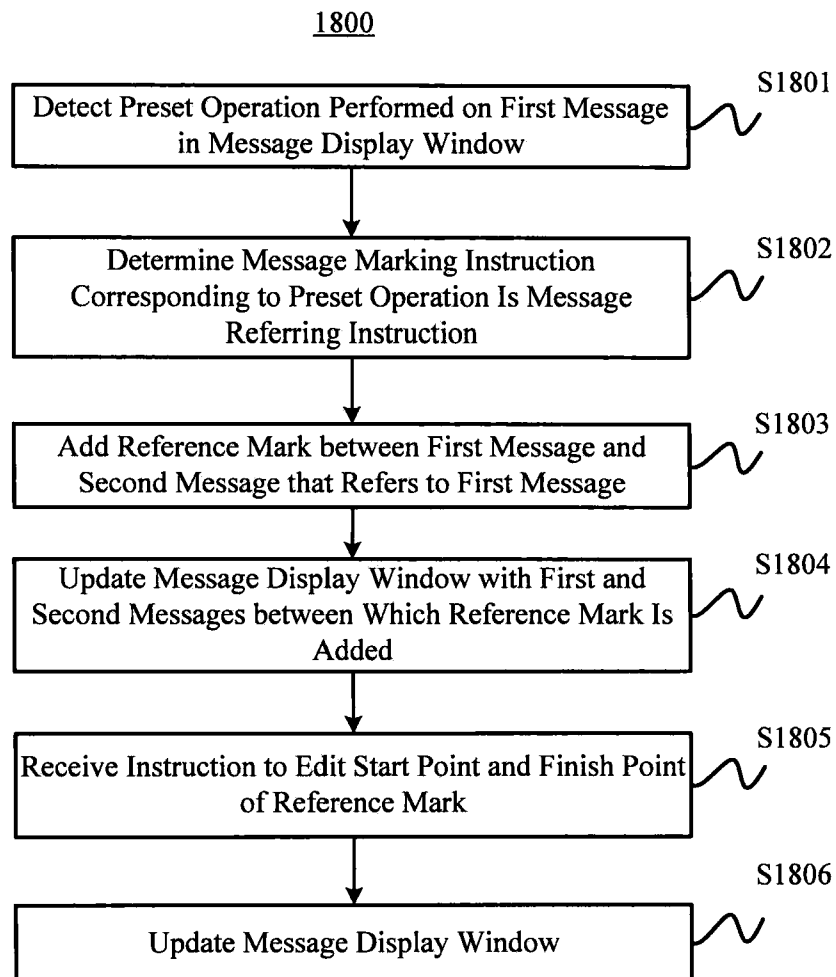 1800
S1801
Detect Preset Operation Performed on First Message
in Message Display Window
S1802
Determine Message Marking Instruction
Corresponding to Preset Operation Is Message
Referring Instruction
S1803
Add Reference Mark between First Message and
Second Message that Refers to First Message
S1804
Update Message Display Window with First and
Second Messages between Which Reference Mark Is
Added
S1805
Receive Instruction to Edit Start Point and Finish Point
of Reference Mark
S1806
Update Message Display Window